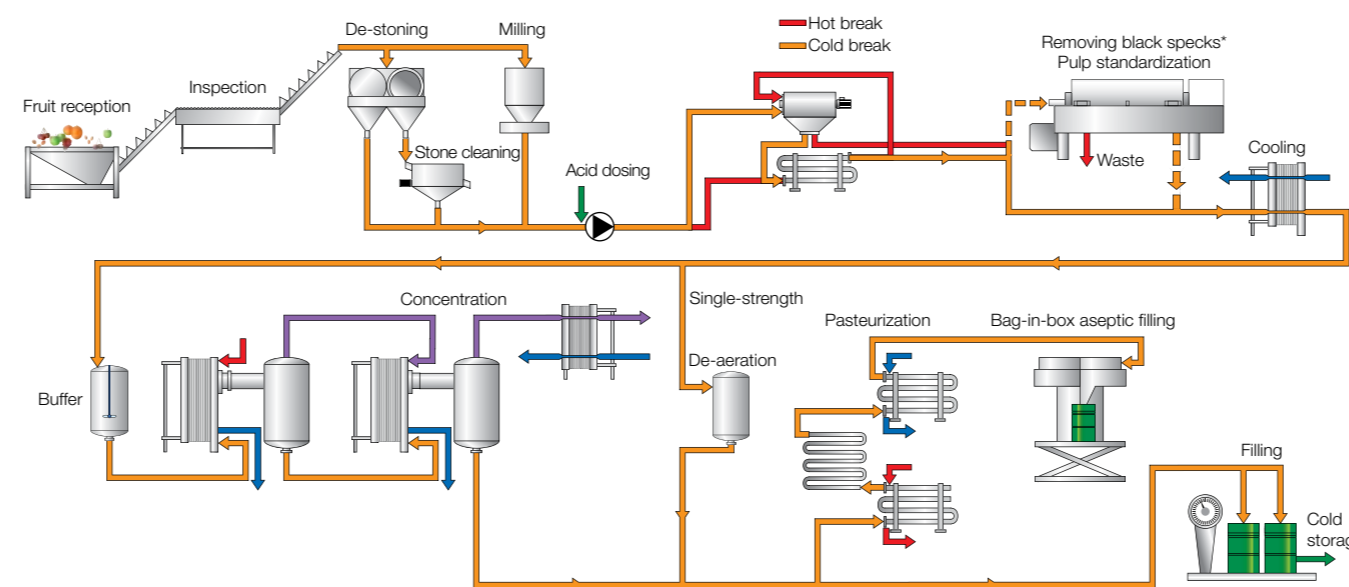 De-stoning
Milling
Hot break
Cold break
Removing black specks*
Pulp standardization
Fruit reception
Inspection
Stone cleaning
Acid dosing
Waste
Cooling
Concentration
Single-strength
Pasteurization
Bag-in-box aseptic filling
De-aeration
Buffer
Filling
Cold
storag